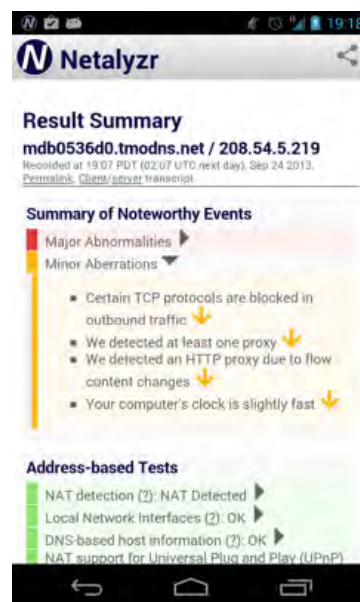 19:18
Netalyzr
Result Summary
mdb0536d0.tmodns.net / 208.54.5.219
Recorded at 19:07 PDT (02:07 UTC next day), Sep 24 2013.
Permalink. Client/server transcript.
Summary of Noteworthy Events
Major Abnormalities
Minor Aberrations
Certain TCP protocols are blocked in
outbound traffic
We detected at least one proxy
We detected an HTTP proxy due to flow
content changes
Your computer's clock is slightly fast
Address-based Tests
NAT detection (?): NAT Detected
Local Network Interfaces (?): OK
DNS-based host information (?): OK
NAT support for Universal Plug and Play (UPnP)